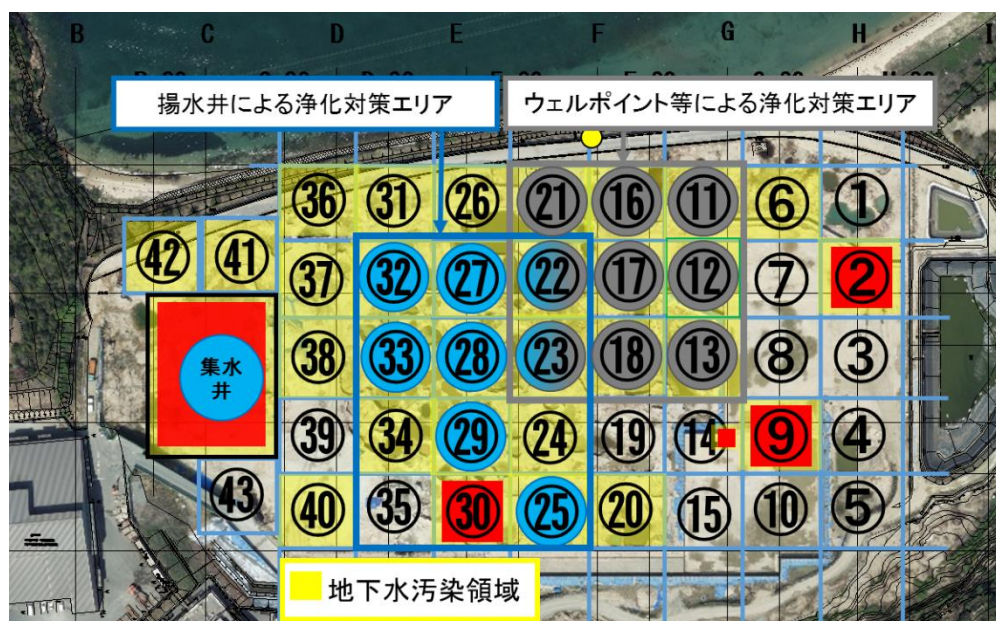 B C D E F G H I
揚水井による浄化対策エリア
ウェルポイント等による浄化対策エリア
㊱ ㉛ ㉖ ㉑ ⑯ ⑪ ⑥ ①
㊷ ㊶ ㊲ ㉜ ㉗ ㉒ ⑰ ⑫ ⑦ ②
集水
井
㊳ ㉝ ㉘ ㉓ ⑱ ⑬ ⑧ ③
㊴ ㉞ ㉙ ㉔ ⑲ ⑭ ⑨ ④
㊸ ㊵ ㉟ ㉚ ㉕ ⑳ ⑮ ⑩ ⑤
地下水汚染領域